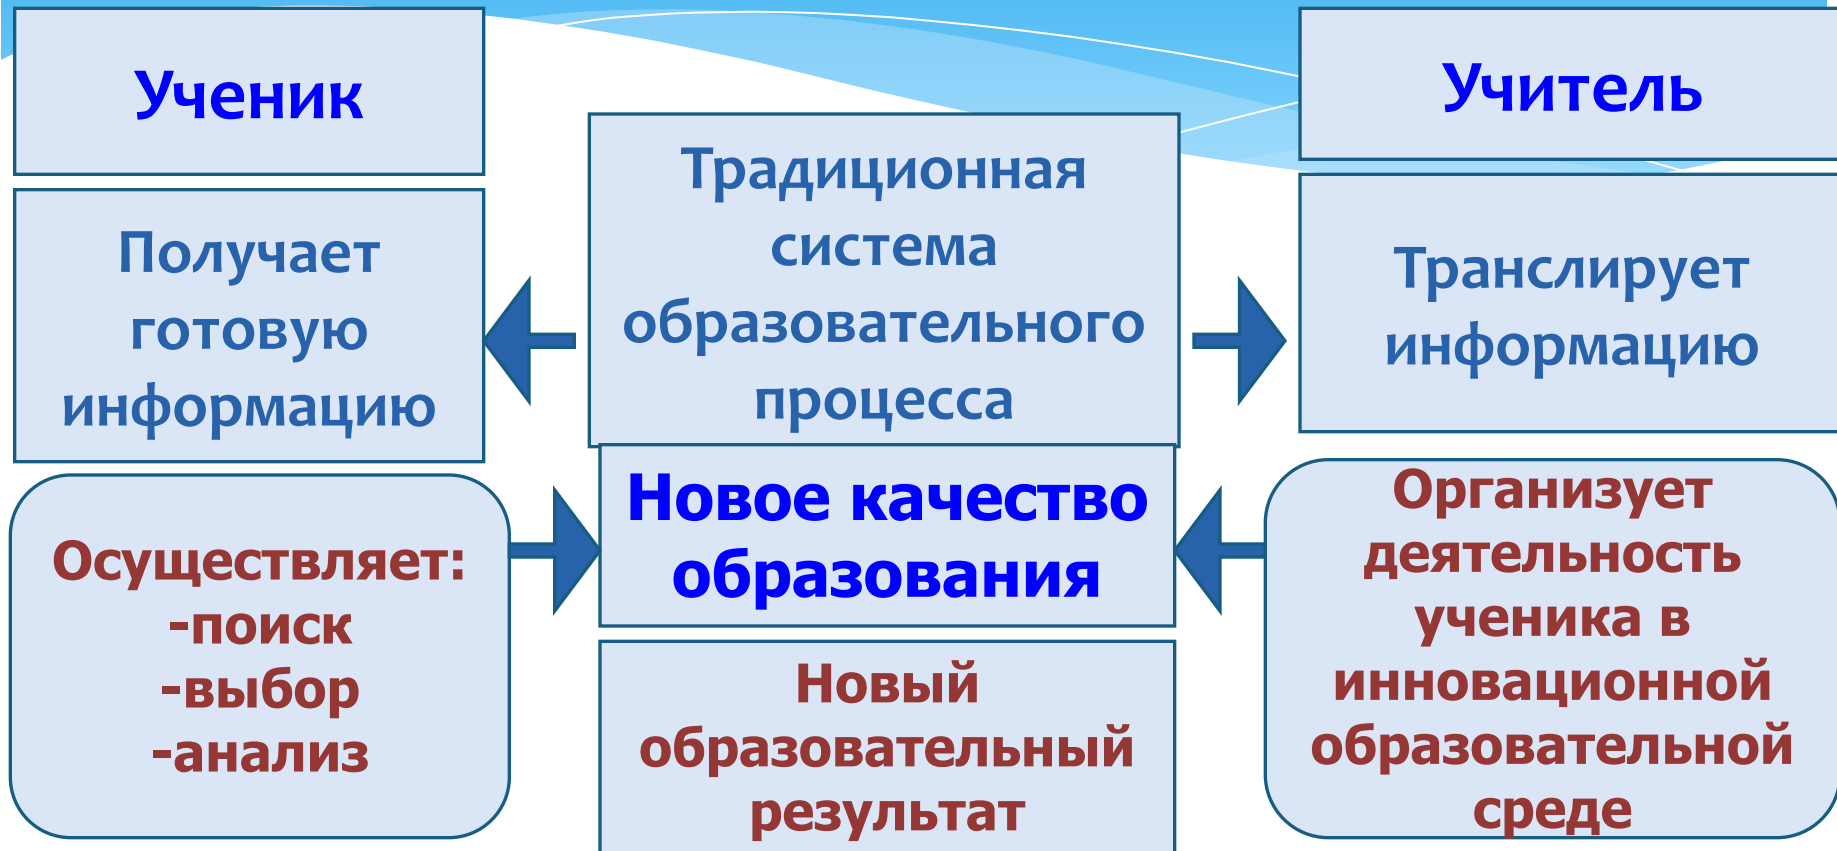 Ученик
Учитель
Традиционная
система
образовательного
процесса
Получает
готовую
информацию
Транслирует
информацию
Новое качество
образования
Осуществляет:
-поиск
-выбор
-анализ
Организует
деятельность
ученика в
инновационной
образовательной
среде
Новый
образовательный
результат